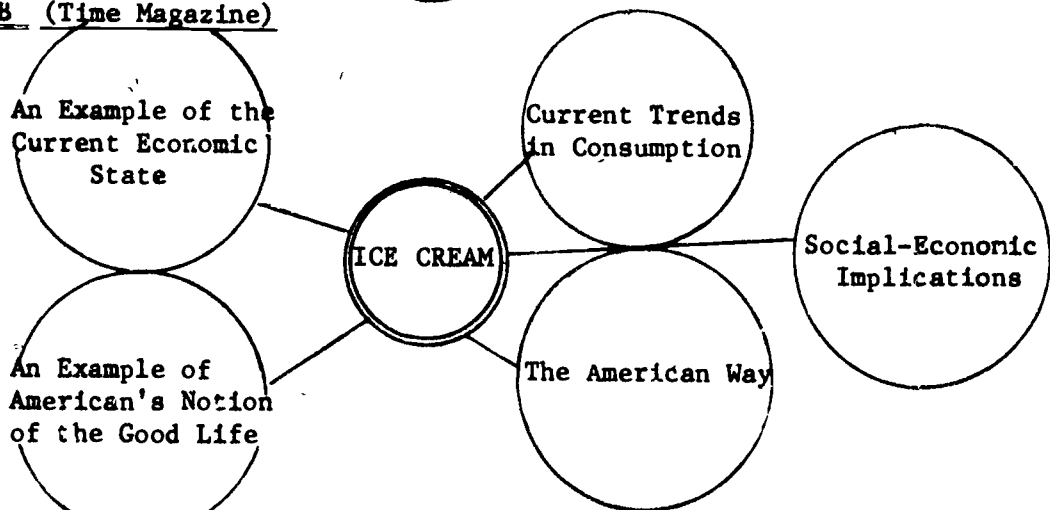 B (Time Magazine)
An Example of the
Current Economic
State
Current Trends
in Consumption
ICE CREAM
Social-Economic
Implications
An Example of
American's Notion
of the Good Life
The American Way